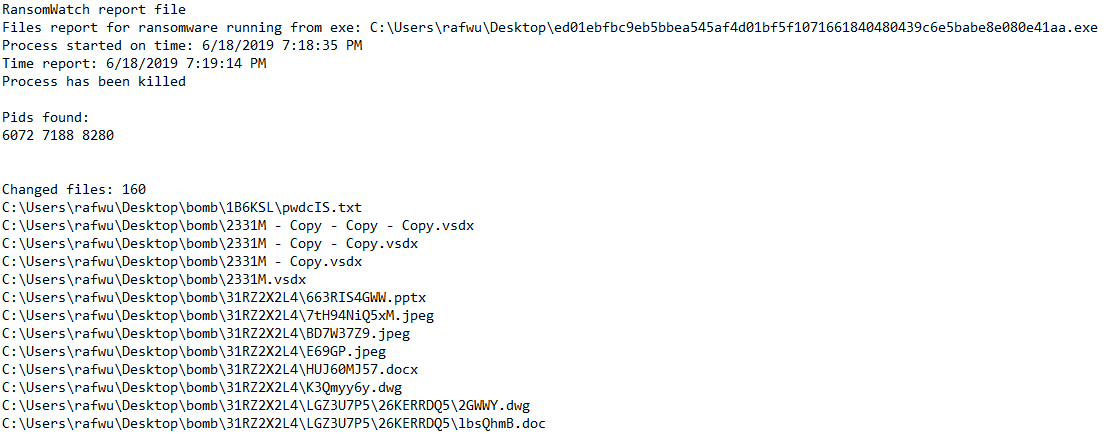 RansomWatch report file
Files report for ransomware running from exe: C:\Users\rafwu\Desktop\ed01ebfbc9eb5bbea545af4d01bf5f1071661840480439c6e5babe8e080e41aa.exe
Process started on time: 6/18/2019 7:18:35 PM
Time report: 6/18/2019 7:19:14 PM
Process has been killed
Pids found:
6072 7188 8280
Changed files: 160
C:\Users\rafwu\Desktop\bomb\1B6KSL\pwdcIS.txt
C:\Users\rafwu\Desktop\bomb\2331M - Copy - Copy - Copy.vsdx
C:\Users\rafwu\Desktop\bomb\2331M - Copy - Copy.vsdx
C:\Users\rafwu\Desktop\bomb\2331M - Copy.vsdx
C:\Users\rafwu\Desktop\bomb\2331M.vsdx
C:\Users\rafwu\Desktop\bomb\31RZ2X2L4\663RIS4GWW.pptx
C:\Users\rafwu\Desktop\bomb\31RZ2X2L4\7tH94NiQ5xM.jpeg
C:\Users\rafwu\Desktop\bomb\31RZ2X2L4\BD7W37Z9.jpeg
C:\Users\rafwu\Desktop\bomb\31RZ2X2L4\E69GP.jpeg
C:\Users\rafwu\Desktop\bomb\31RZ2X2L4\HUJ60MJ57.docx
C:\Users\rafwu\Desktop\bomb\31RZ2X2L4\K3Qmyy6y.dwg
C:\Users\rafwu\Desktop\bomb\31RZ2X2L4\LGZ3U7P5\26KERRDQ5\2GWWY.dwg
C:\Users\rafwu\Desktop\bomb\31RZ2X2L4\LGZ3U7P5\26KERRDQ5\lbsQhmB.doc